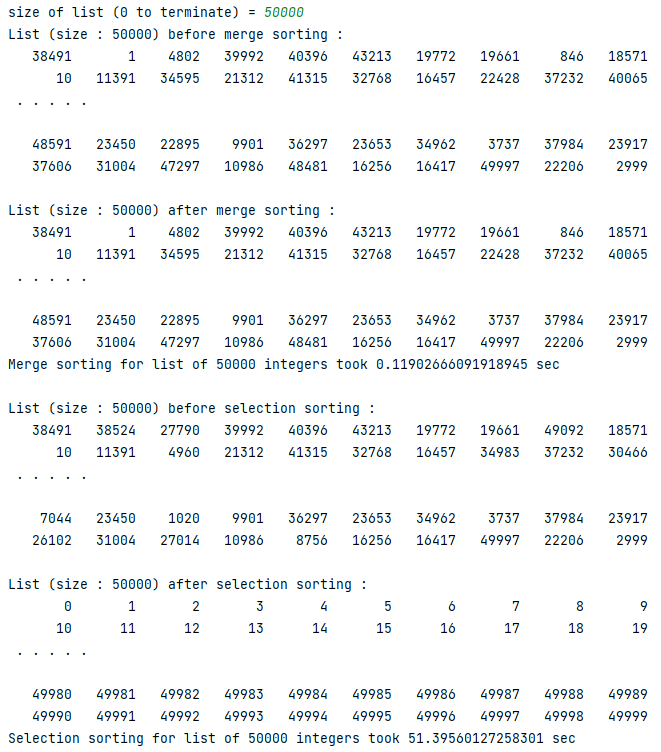 size of list (0 to terminate) = 50000
List (size : 50000) before merge sorting :
38491 1 4802 39992 40396 43213 19772 19661 846 18571
10 11391 34595 21312 41315 32768 16457 22428 37232 40065
. . . . .
48591 23450 22895 9901 36297 23653 34962 3737 37984 23917
37606 31004 47297 10986 48481 16256 16417 49997 22206 2999
List (size : 50000) after merge sorting :
38491 1 4802 39992 40396 43213 19772 19661 846 18571
10 11391 34595 21312 41315 32768 16457 22428 37232 40065
. . . . .
48591 23450 22895 9901 36297 23653 34962 3737 37984 23917
37606 31004 47297 10986 48481 16256 16417 49997 22206 2999
Merge sorting for list of 50000 integers took 0.11902666091918945 sec
List (size : 50000) before selection sorting :
38491 38524 27790 39992 40396 43213 19772 19661 49092 18571
10 11391 4960 21312 41315 32768 16457 34983 37232 30466
. . . . .
7044 23450 1020 9901 36297 23653 34962 3737 37984 23917
26102 31004 27014 10986 8756 16256 16417 49997 22206 2999
List (size : 50000) after selection sorting :
0 1 2 3 4 5 6 7 8 9
10 11 12 13 14 15 16 17 18 19
. . . . .
49980 49981 49982 49983 49984 49985 49986 49987 49988 49989
49990 49991 49992 49993 49994 49995 49996 49997 49998 49999
Selection sorting for list of 50000 integers took 51.39560127258301 sec